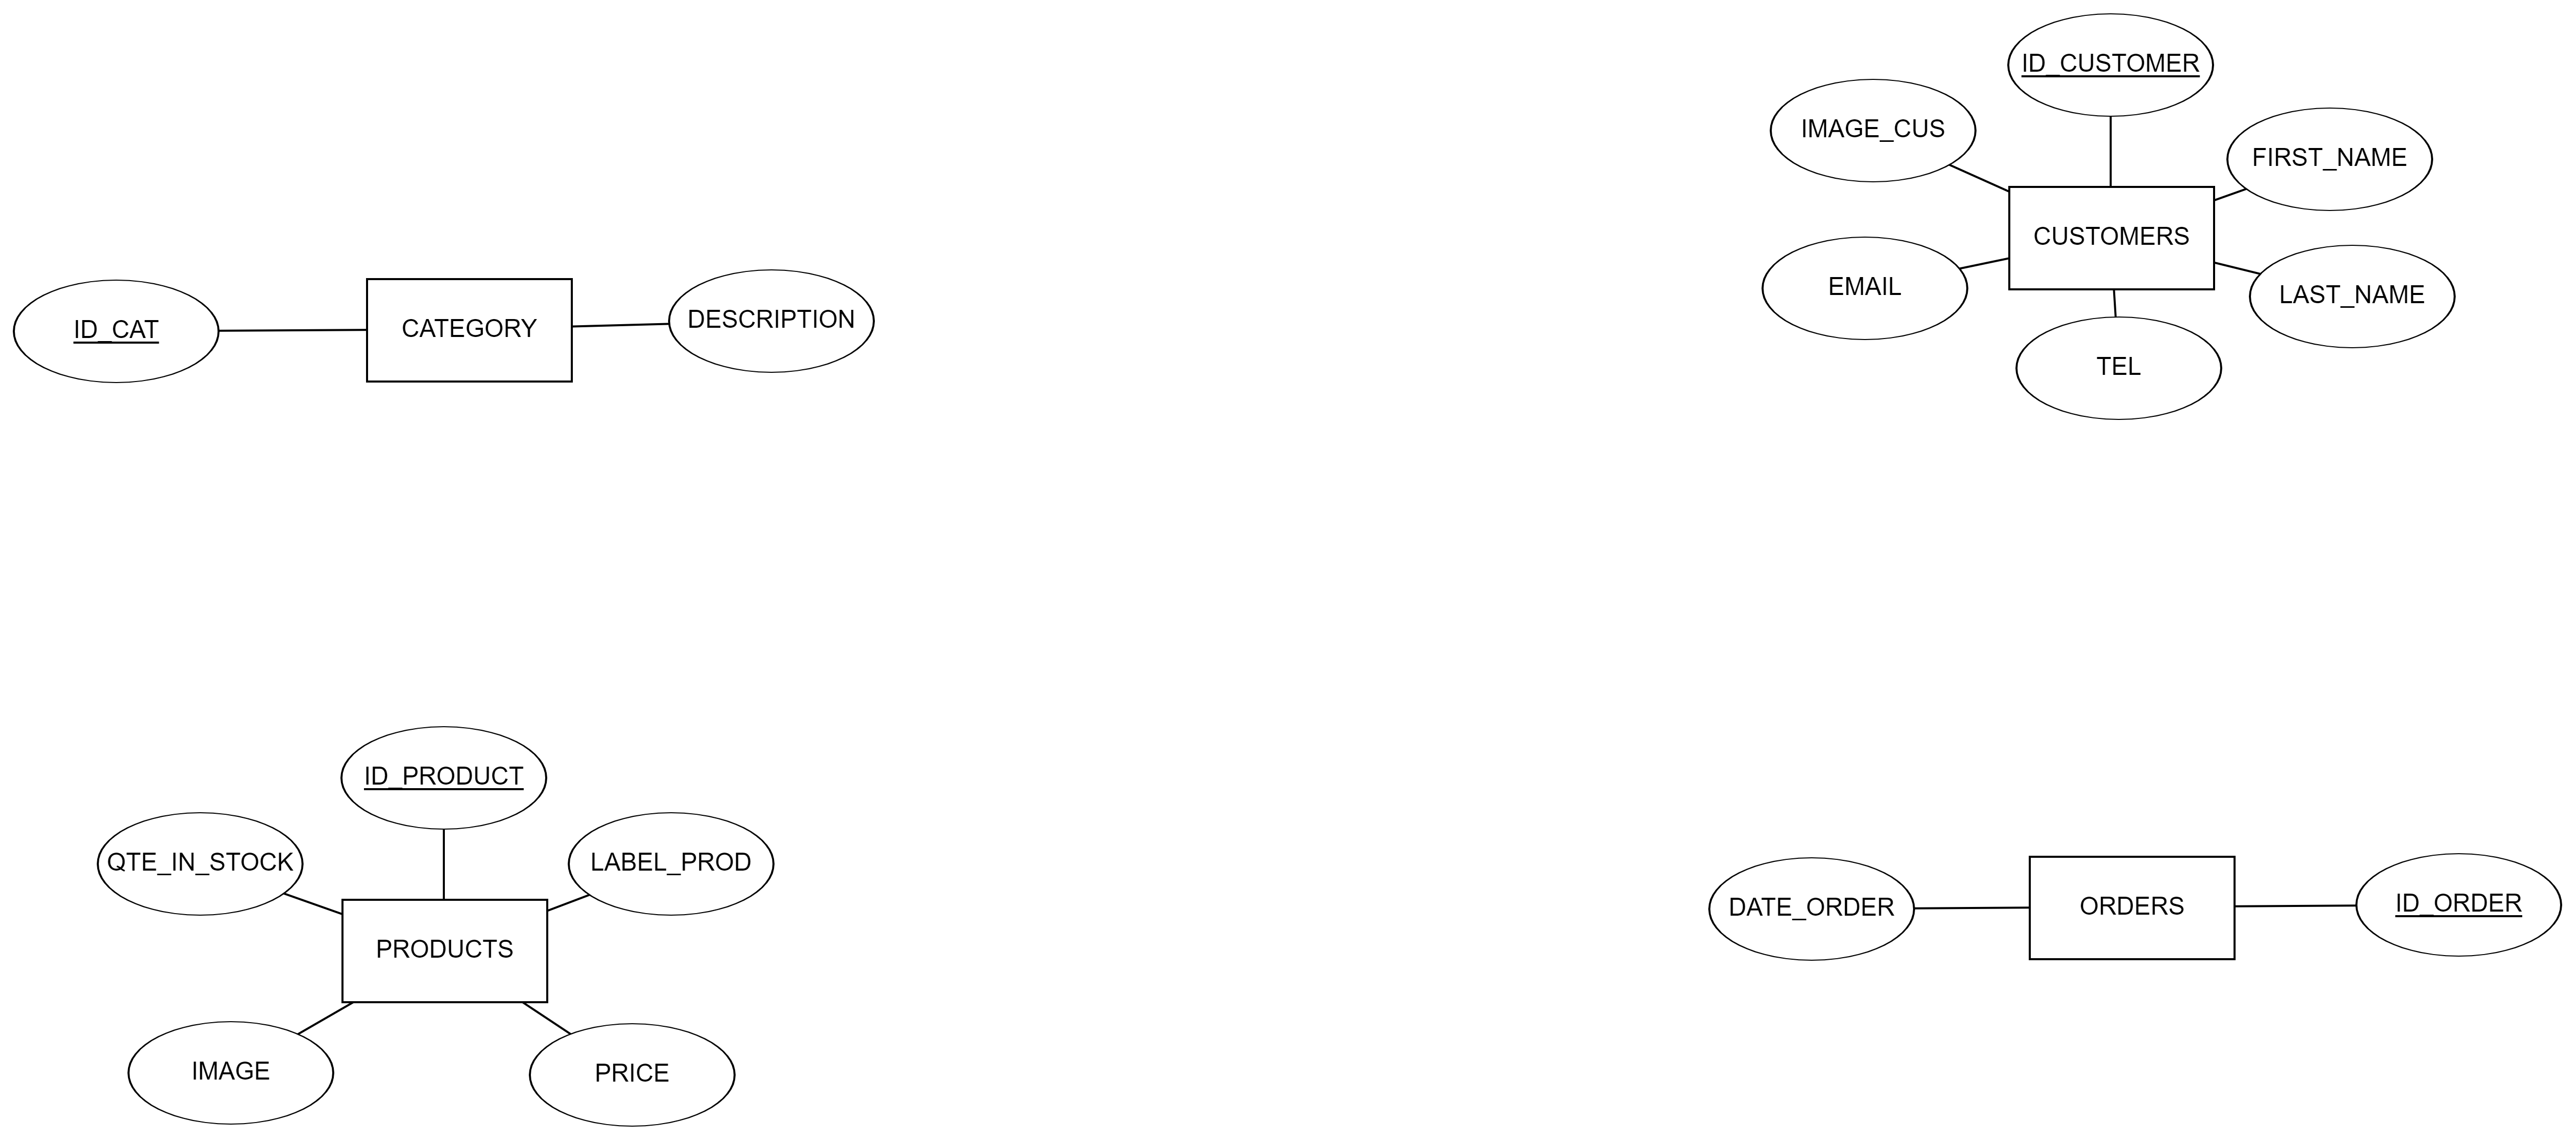 ID_CUSTOMER
IMAGE_CUS
FIRST_NAME
CUSTOMERS
EMAIL
LAST_NAME
TEL
ID_CAT
CATEGORY
DESCRIPTION
ID_PRODUCT
QTE_IN_STOCK
LABEL_PROD
PRODUCTS
IMAGE
PRICE
DATE_ORDER
ORDERS
ID_ORDER